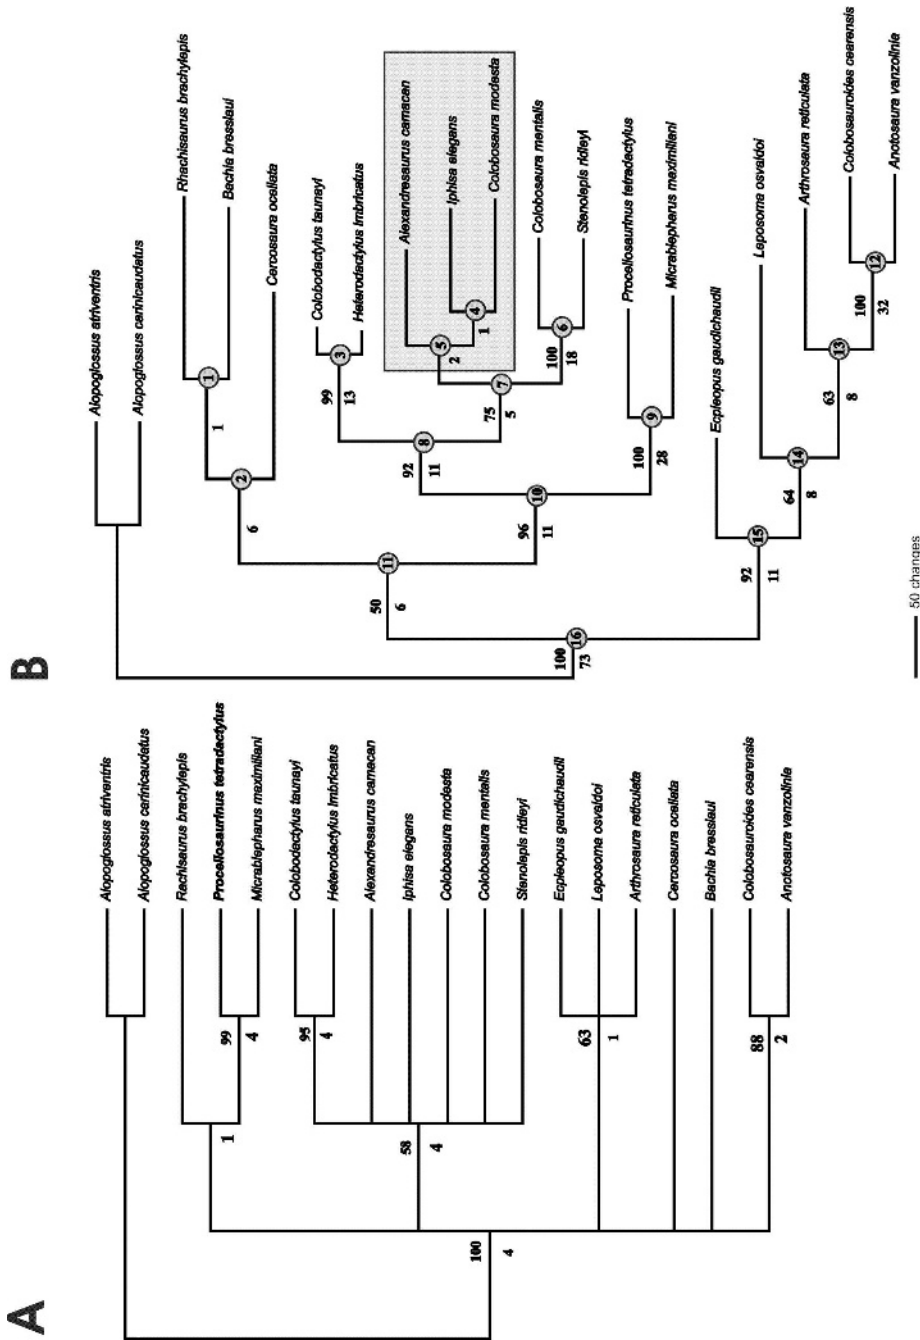 A
Alopoglossus atriventris
Alopoglossus carinicaudatus
Rachisaurus brachylepis
Procellosaurinus tetradactylus
Micrablepharus maximiliani
Colobodactylus taunayi
Heterodactylus imbricatus
Alexandresaurus camacan
Iphisa elegans
Colobosaura modesta
Colobosaura mentalis
Stenolepis ridleyi
Ecpleopus gaudichaudii
Leposoma osvaldoi
Arthrosaura reticulata
Cercosaura ocellata
Bachia bresslaui
Colobosauroides cearensis
Anotosaura vanzolinia
1
99
4
95
4
58
4
100
4
63
1
88
2
B
Alopoglossus atriventris
Alopoglossus carinicaudatus
Rhachisaurus brachylepis
Bachia bresslaui
Cercosaura ocellata
Colobodactylus taunayi
Heterodactylus imbricatus
Alexandresaurus camacan
Iphisa elegans
Colobosaura modesta
Colobosaura mentalis
Stenolepis ridleyi
Procellosaurinus tetradactylus
Micrablepharus maximiliani
Ecpleopus gaudichaudii
Leposoma osvaldoi
Arthrosaura reticulata
Colobosauroides cearensis
Anotosaura vanzolinia
1
1
2
6
3
99
13
4
1
5
2
6
100
18
7
75
5
8
92
11
9
100
28
10
96
11
11
50
6
12
100
32
13
63
8
14
64
8
15
92
11
16
100
73
50 changes